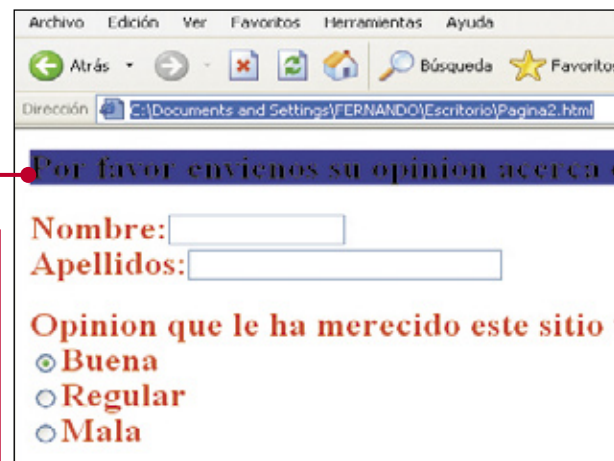 Archivo Edición Ver Favoritos Herramientas Ayuda
Atrás Búsqueda Favoritos
Dirección C:\Documents and Settings\FERNANDO\Escritorio\Pagina2.html
Por favor envienos su opinion acerca
Nombre:
Apellidos:
Opinion que le ha merecido este sitio
Buena
Regular
Mala